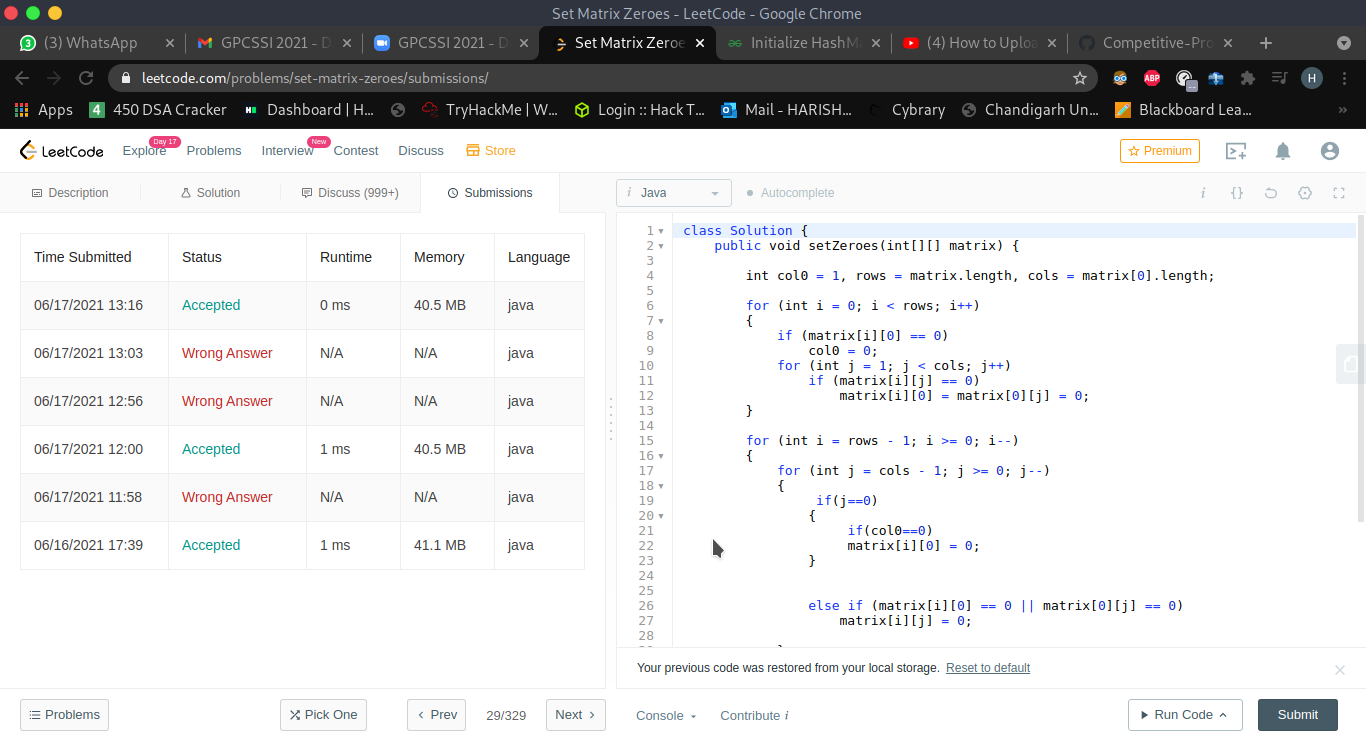 Set Matrix Zeroes - LeetCode - Google Chrome
(3) WhatsApp
GPCSSI 2021 - D
GPCSSI 2021 - D
Set Matrix Zeroe
Initialize HashMa
(4) How to Uploa
Competitive-Pro
leetcode.com/problems/set-matrix-zeroes/submissions/
Apps
450 DSA Cracker
Dashboard | H...
TryHackMe | W...
Login :: Hack T...
Mail - HARISH...
Cybrary
Chandigarh Un...
Blackboard Lea...
»
LeetCode
Explore
Day 17
Problems
Interview
New
Contest
Discuss
Store
Premium
Description
Solution
Discuss (999+)
Submissions
i Java
Autocomplete
Time Submitted Status Runtime Memory Language
06/17/2021 13:16 Accepted 0 ms 40.5 MB java
06/17/2021 13:03 Wrong Answer N/A N/A java
06/17/2021 12:56 Wrong Answer N/A N/A java
06/17/2021 12:00 Accepted 1 ms 40.5 MB java
06/17/2021 11:58 Wrong Answer N/A N/A java
06/16/2021 17:39 Accepted 1 ms 41.1 MB java
1 class Solution {
2 public void setZeroes(int[][] matrix) {
3
4 int col0 = 1, rows = matrix.length, cols = matrix[0].length;
5
6 for (int i = 0; i < rows; i++)
7 {
8 if (matrix[i][0] == 0)
9 col0 = 0;
10 for (int j = 1; j < cols; j++)
11 if (matrix[i][j] == 0)
12 matrix[i][0] = matrix[0][j] = 0;
13 }
14
15 for (int i = rows - 1; i >= 0; i--)
16 {
17 for (int j = cols - 1; j >= 0; j--)
18 {
19 if(j==0)
20 {
21 if(col0==0)
22 matrix[i][0] = 0;
23 }
24
25
26 else if (matrix[i][0] == 0 || matrix[0][j] == 0)
27 matrix[i][j] = 0;
28
Your previous code was restored from your local storage. Reset to default
Problems
Pick One
Prev
29/329
Next
Console
Contribute i
Run Code
Submit